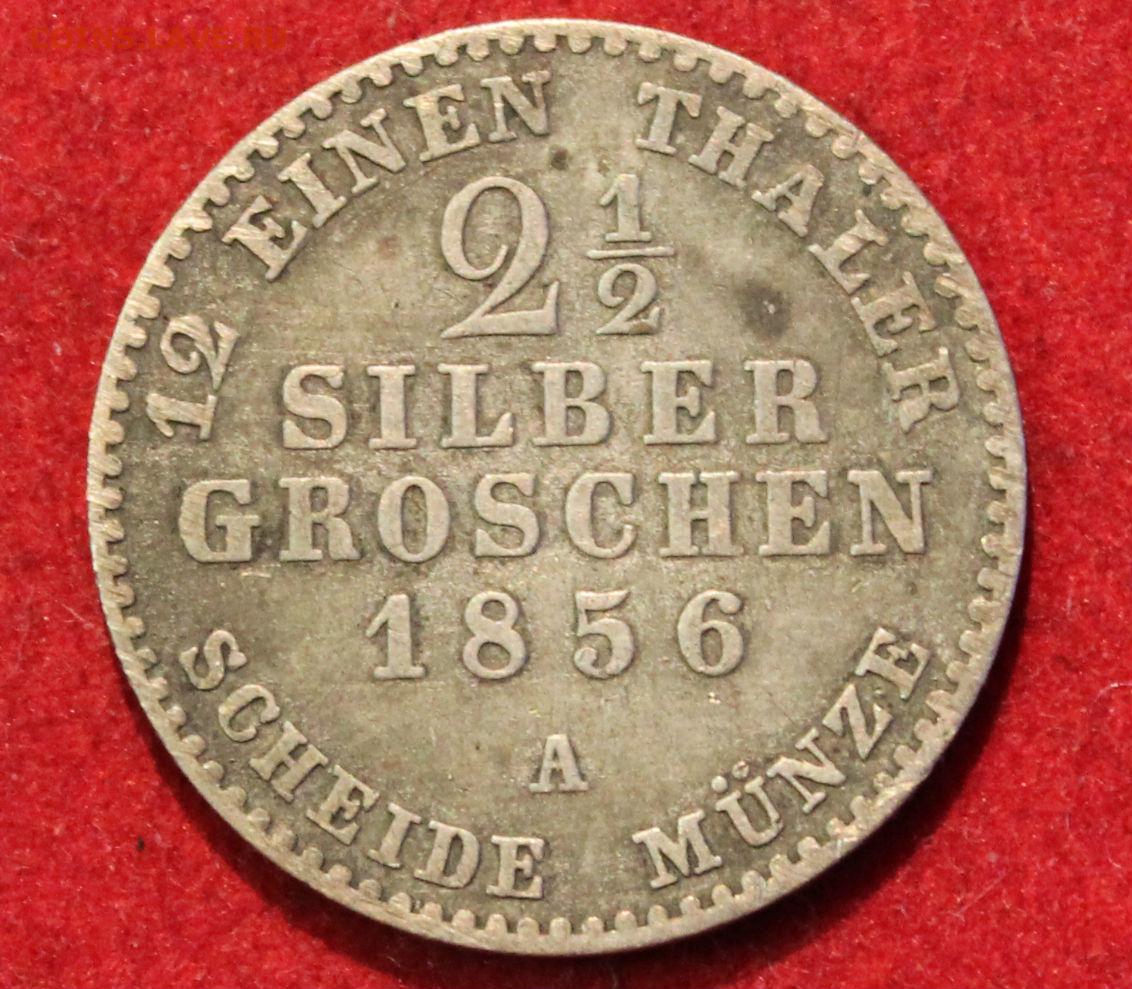 COINS.LAVE.RU
12 EINEN THALER
2 1/2
SILBER
GROSCHEN
1856
A
SCHEIDE MÜNZE